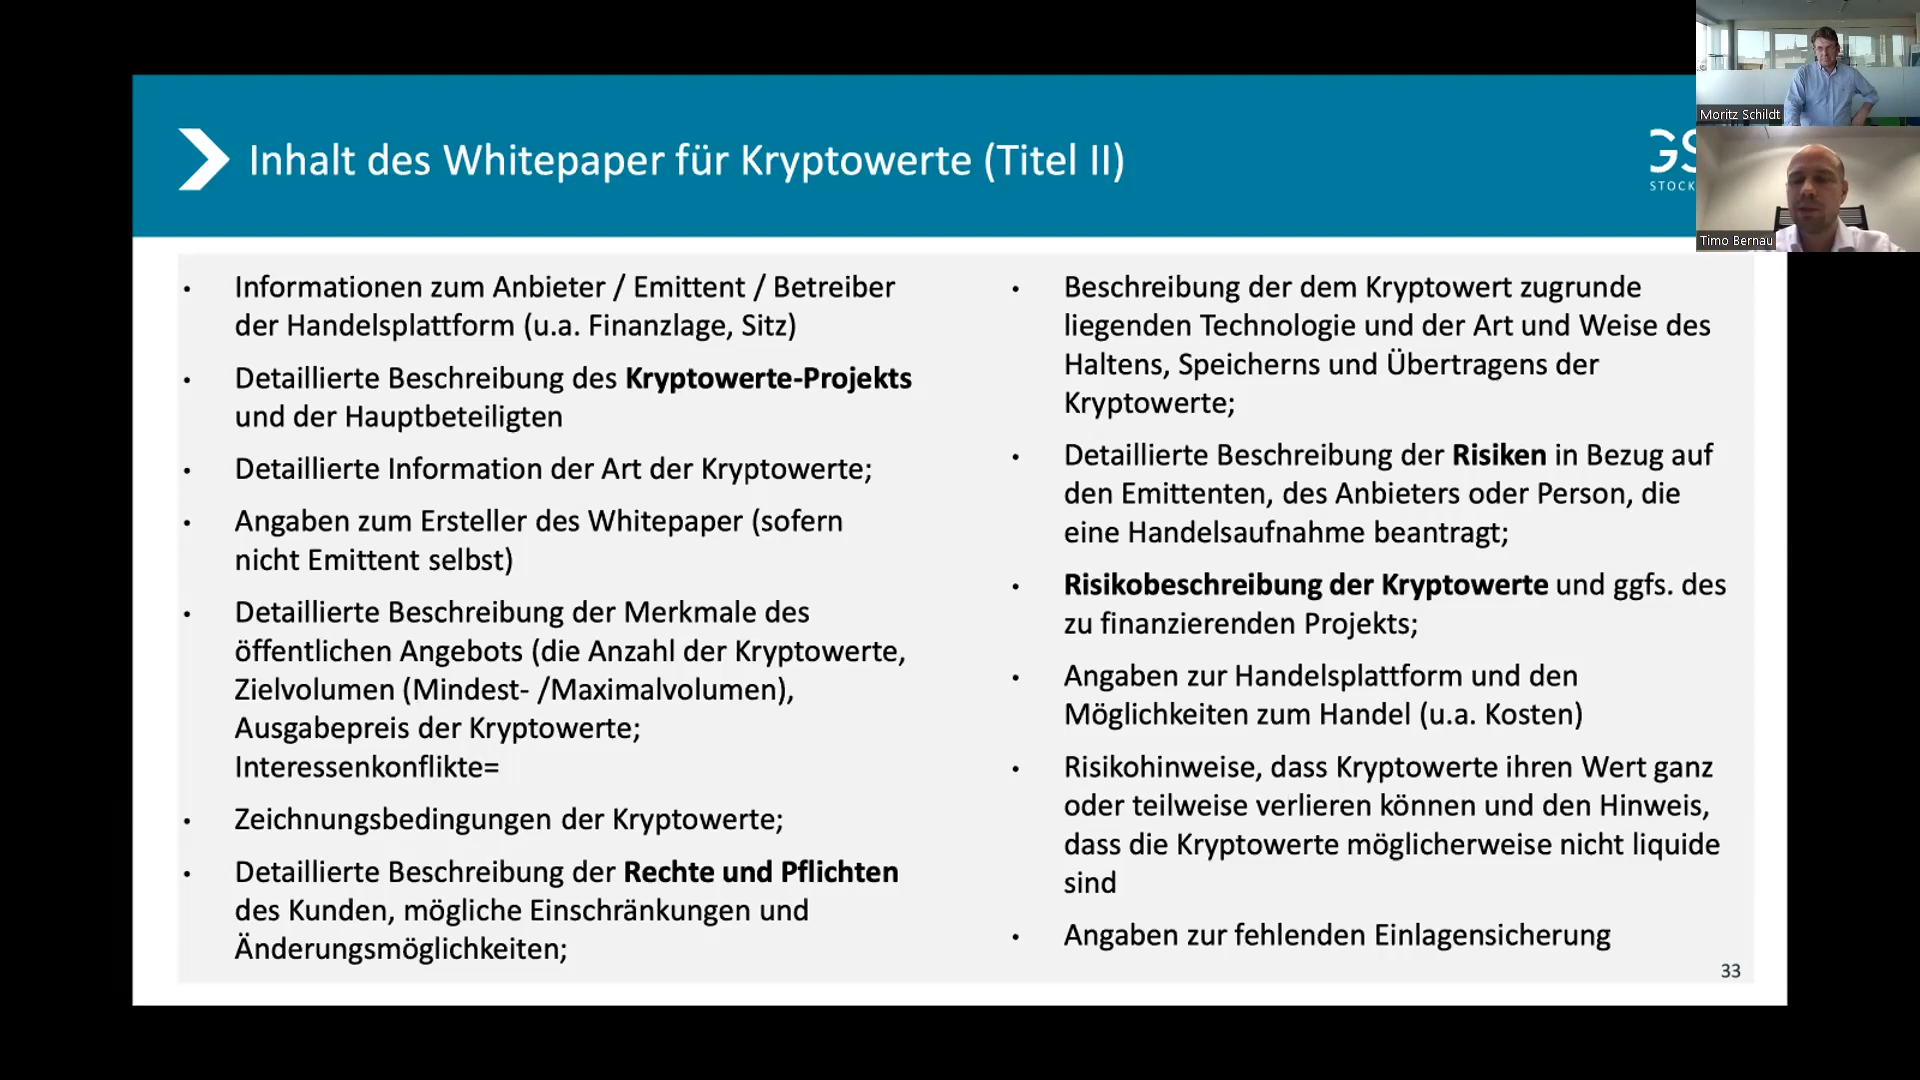 Inhalt des Whitepaper für Kryptowerte (Titel II)
GS
STOCK
Moritz Schildt
Timo Bernau
• Informationen zum Anbieter / Emittent / Betreiber
der Handelsplattform (u.a. Finanzlage, Sitz)
• Detaillierte Beschreibung des Kryptowerte-Projekts
und der Hauptbeteiligten
• Detaillierte Information der Art der Kryptowerte;
• Angaben zum Ersteller des Whitepaper (sofern
nicht Emittent selbst)
• Detaillierte Beschreibung der Merkmale des
öffentlichen Angebots (die Anzahl der Kryptowerte,
Zielvolumen (Mindest- /Maximalvolumen),
Ausgabepreis der Kryptowerte;
Interessenkonflikte=
• Zeichnungsbedingungen der Kryptowerte;
• Detaillierte Beschreibung der Rechte und Pflichten
des Kunden, mögliche Einschränkungen und
Änderungsmöglichkeiten;
• Beschreibung der dem Kryptowert zugrunde
liegenden Technologie und der Art und Weise des
Haltens, Speicherns und Übertragens der
Kryptowerte;
• Detaillierte Beschreibung der Risiken in Bezug auf
den Emittenten, des Anbieters oder Person, die
eine Handelsaufnahme beantragt;
• Risikobeschreibung der Kryptowerte und ggfs. des
zu finanzierenden Projekts;
• Angaben zur Handelsplattform und den
Möglichkeiten zum Handel (u.a. Kosten)
• Risikohinweise, dass Kryptowerte ihren Wert ganz
oder teilweise verlieren können und den Hinweis,
dass die Kryptowerte möglicherweise nicht liquide
sind
• Angaben zur fehlenden Einlagensicherung
33